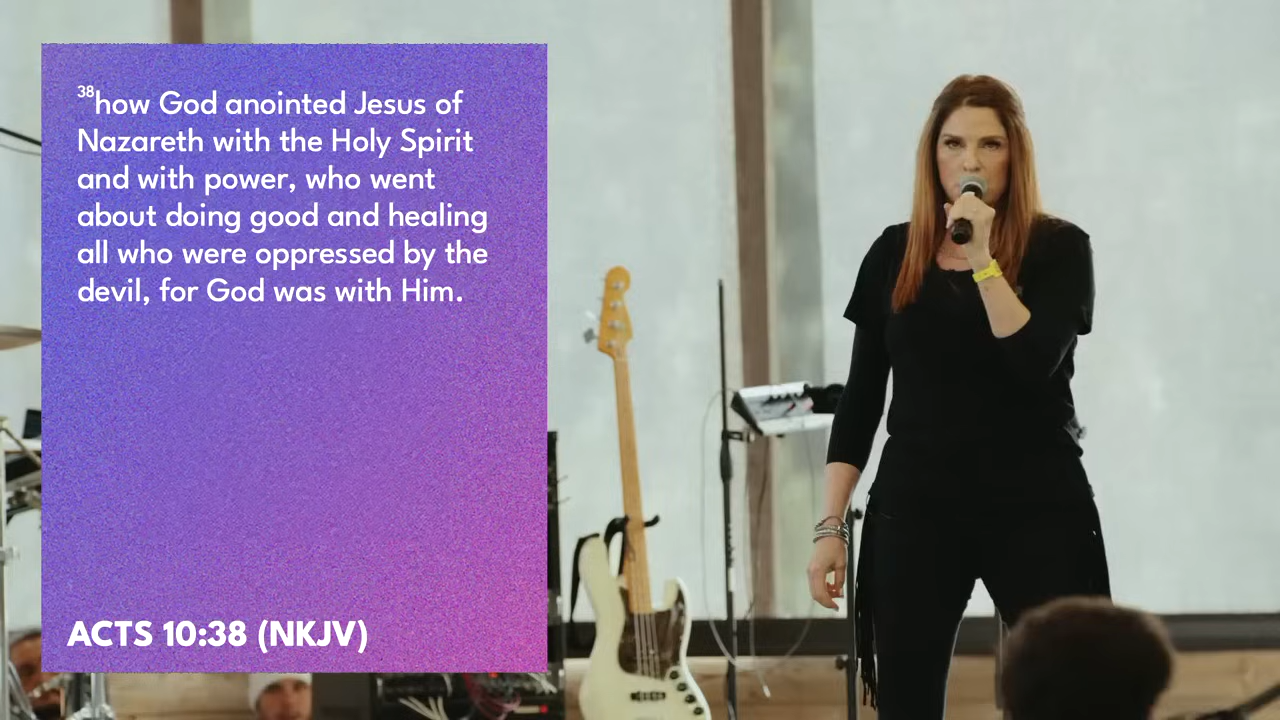 38how God anointed Jesus of
Nazareth with the Holy Spirit
and with power, who went
about doing good and healing
all who were oppressed by the
devil, for God was with Him.
ACTS 10:38 (NKJV)